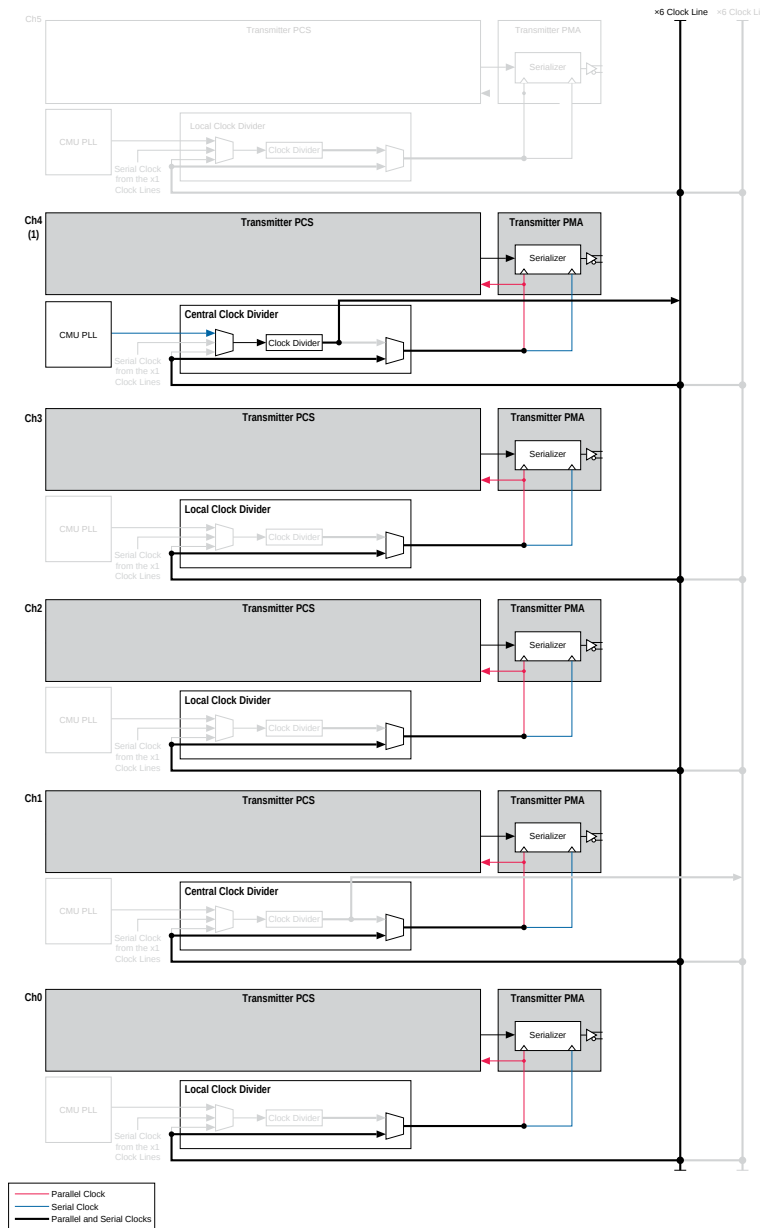 ×6 Clock Line ×6 Clock Li
Ch5
Transmitter PCS
Transmitter PMA
Serializer
CMU PLL
Local Clock Divider
Clock Divider
Serial Clock
from the x1
Clock Lines
Ch4
(1)
Transmitter PCS
Transmitter PMA
Serializer
CMU PLL
Central Clock Divider
Clock Divider
Serial Clock
from the x1
Clock Lines
Ch3
Transmitter PCS
Transmitter PMA
Serializer
CMU PLL
Local Clock Divider
Clock Divider
Serial Clock
from the x1
Clock Lines
Ch2
Transmitter PCS
Transmitter PMA
Serializer
CMU PLL
Local Clock Divider
Clock Divider
Serial Clock
from the x1
Clock Lines
Ch1
Transmitter PCS
Transmitter PMA
Serializer
CMU PLL
Central Clock Divider
Clock Divider
Serial Clock
from the x1
Clock Lines
Ch0
Transmitter PCS
Transmitter PMA
Serializer
CMU PLL
Local Clock Divider
Clock Divider
Serial Clock
from the x1
Clock Lines
Parallel Clock
Serial Clock
Parallel and Serial Clocks